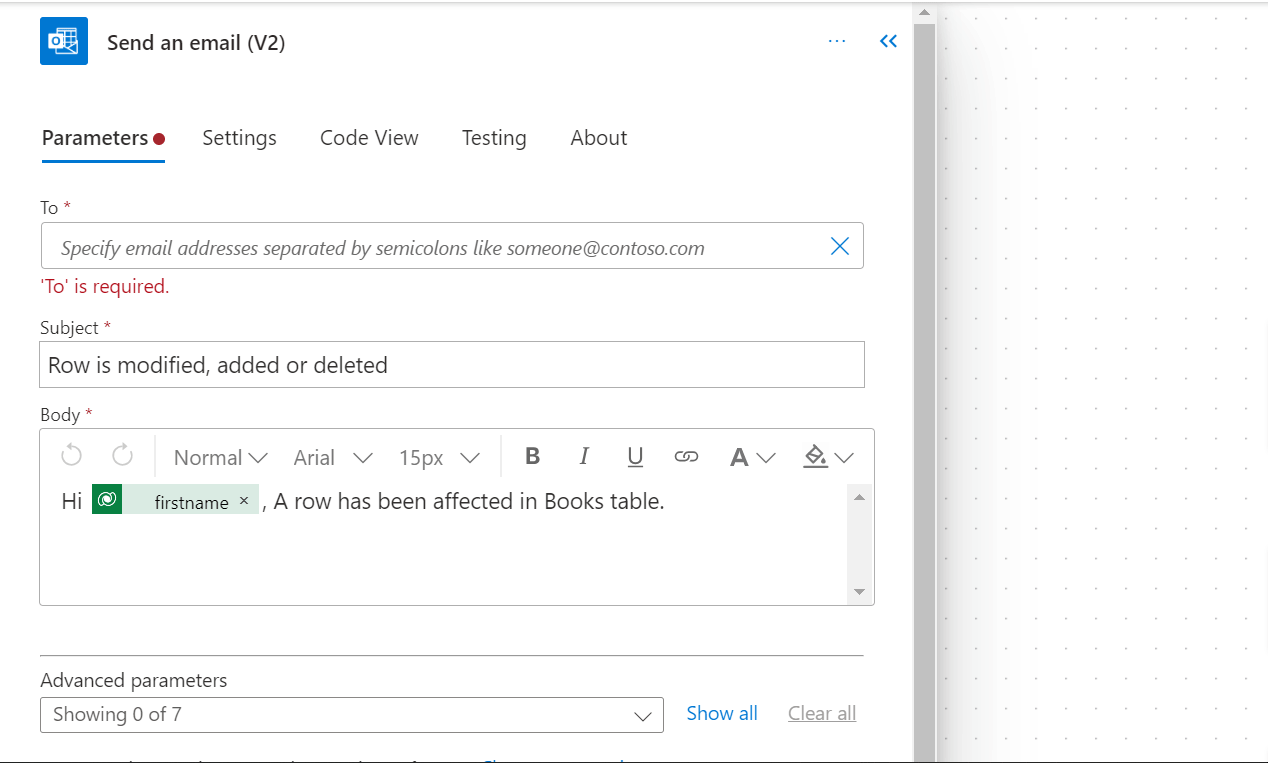 Send an email (V2)
Parameters Settings Code View Testing About
To *
Specify email addresses separated by semicolons like someone@contoso.com
'To' is required.
Subject *
Row is modified, added or deleted
Body *
Normal Arial 15px B I U A
Hi firstname × , A row has been affected in Books table.
Advanced parameters
Showing 0 of 7 Show all Clear all